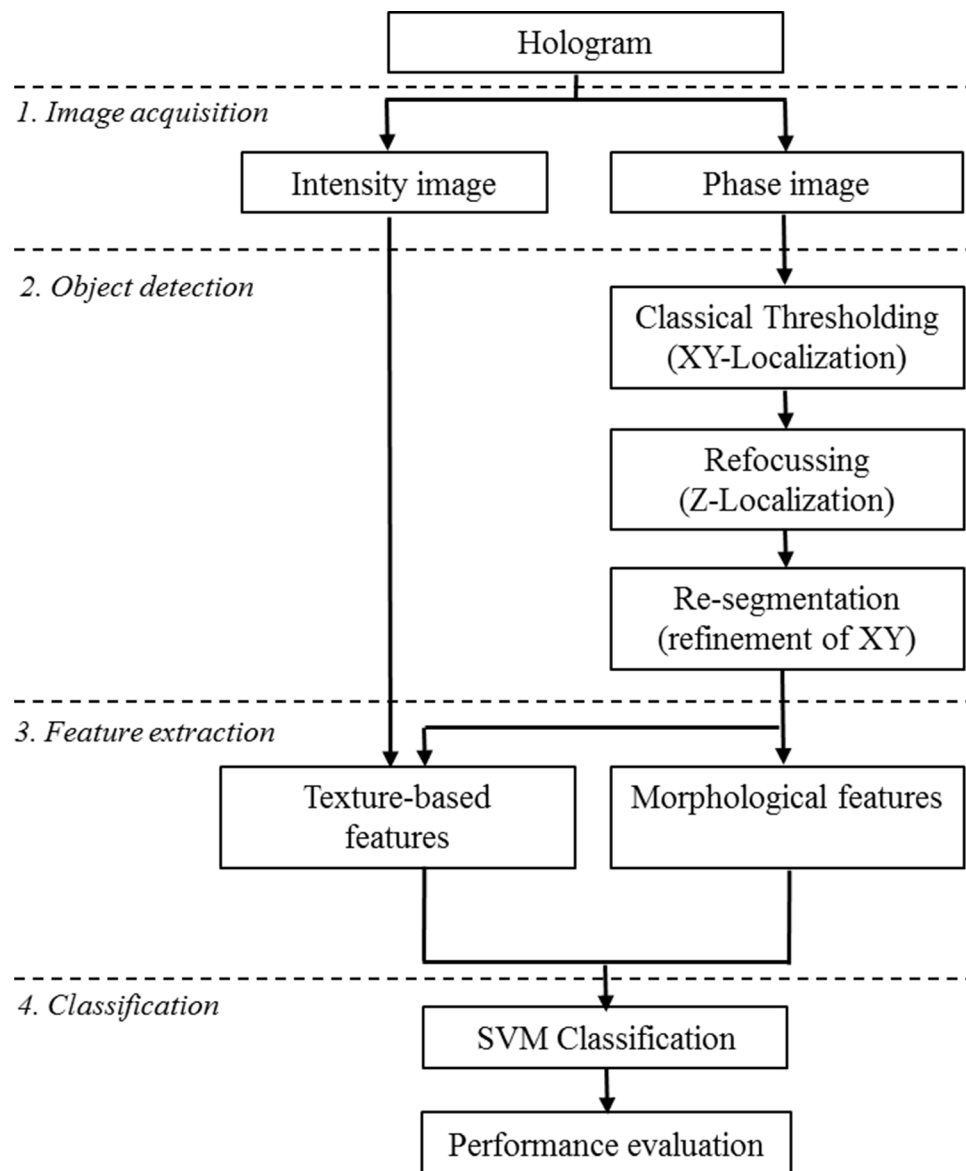 Hologram
1. Image acquisition
Intensity image
Phase image
2. Object detection
Classical Thresholding
(XY-Localization)
Refocussing
(Z-Localization)
Re-segmentation
(refinement of XY)
3. Feature extraction
Texture-based
features
Morphological features
4. Classification
SVM Classification
Performance evaluation